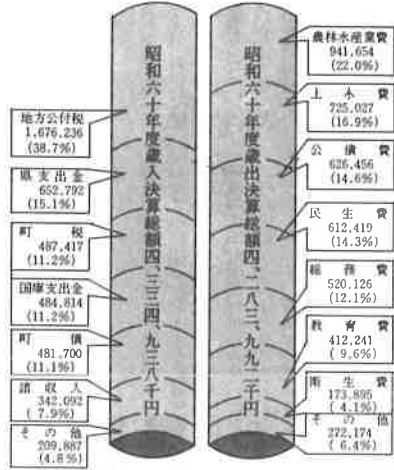 地方公付税
1,676,236
(38.7%)
県支出金
652,792
(15.1%)
町税
487,417
(11.2%)
国庫支出金
484,814
(11.2%)
町債
481,700
(11.1%)
諸収入
342,092
(7.9%)
その他
209,887
(4.8%)
昭和六十年度歳入決算総額四、三三四、九三八千円
昭和六十年度歳出決算総額四、二八三、九九二千円
農林水産業費
941,654
(22.0%)
土木費
725,027
(16.9%)
公債費
626,456
(14.6%)
民生費
612,419
(14.3%)
総務費
520,126
(12.1%)
教育費
412,241
(9.6%)
衛生費
173,895
(4.1%)
その他
272,174
(6.4%)